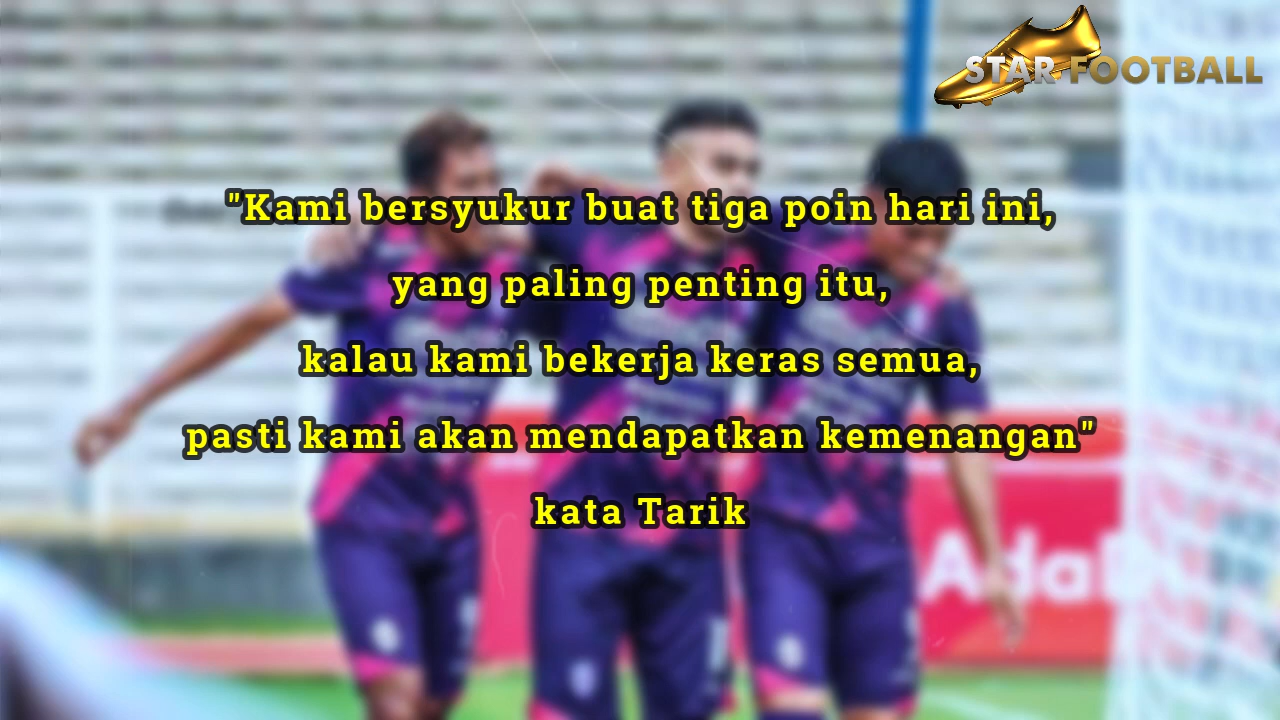 STAR FOOTBALL
"Kami bersyukur buat tiga poin hari ini,
yang paling penting itu,
kalau kami bekerja keras semua,
pasti kami akan mendapatkan kemenangan"
kata Tarik